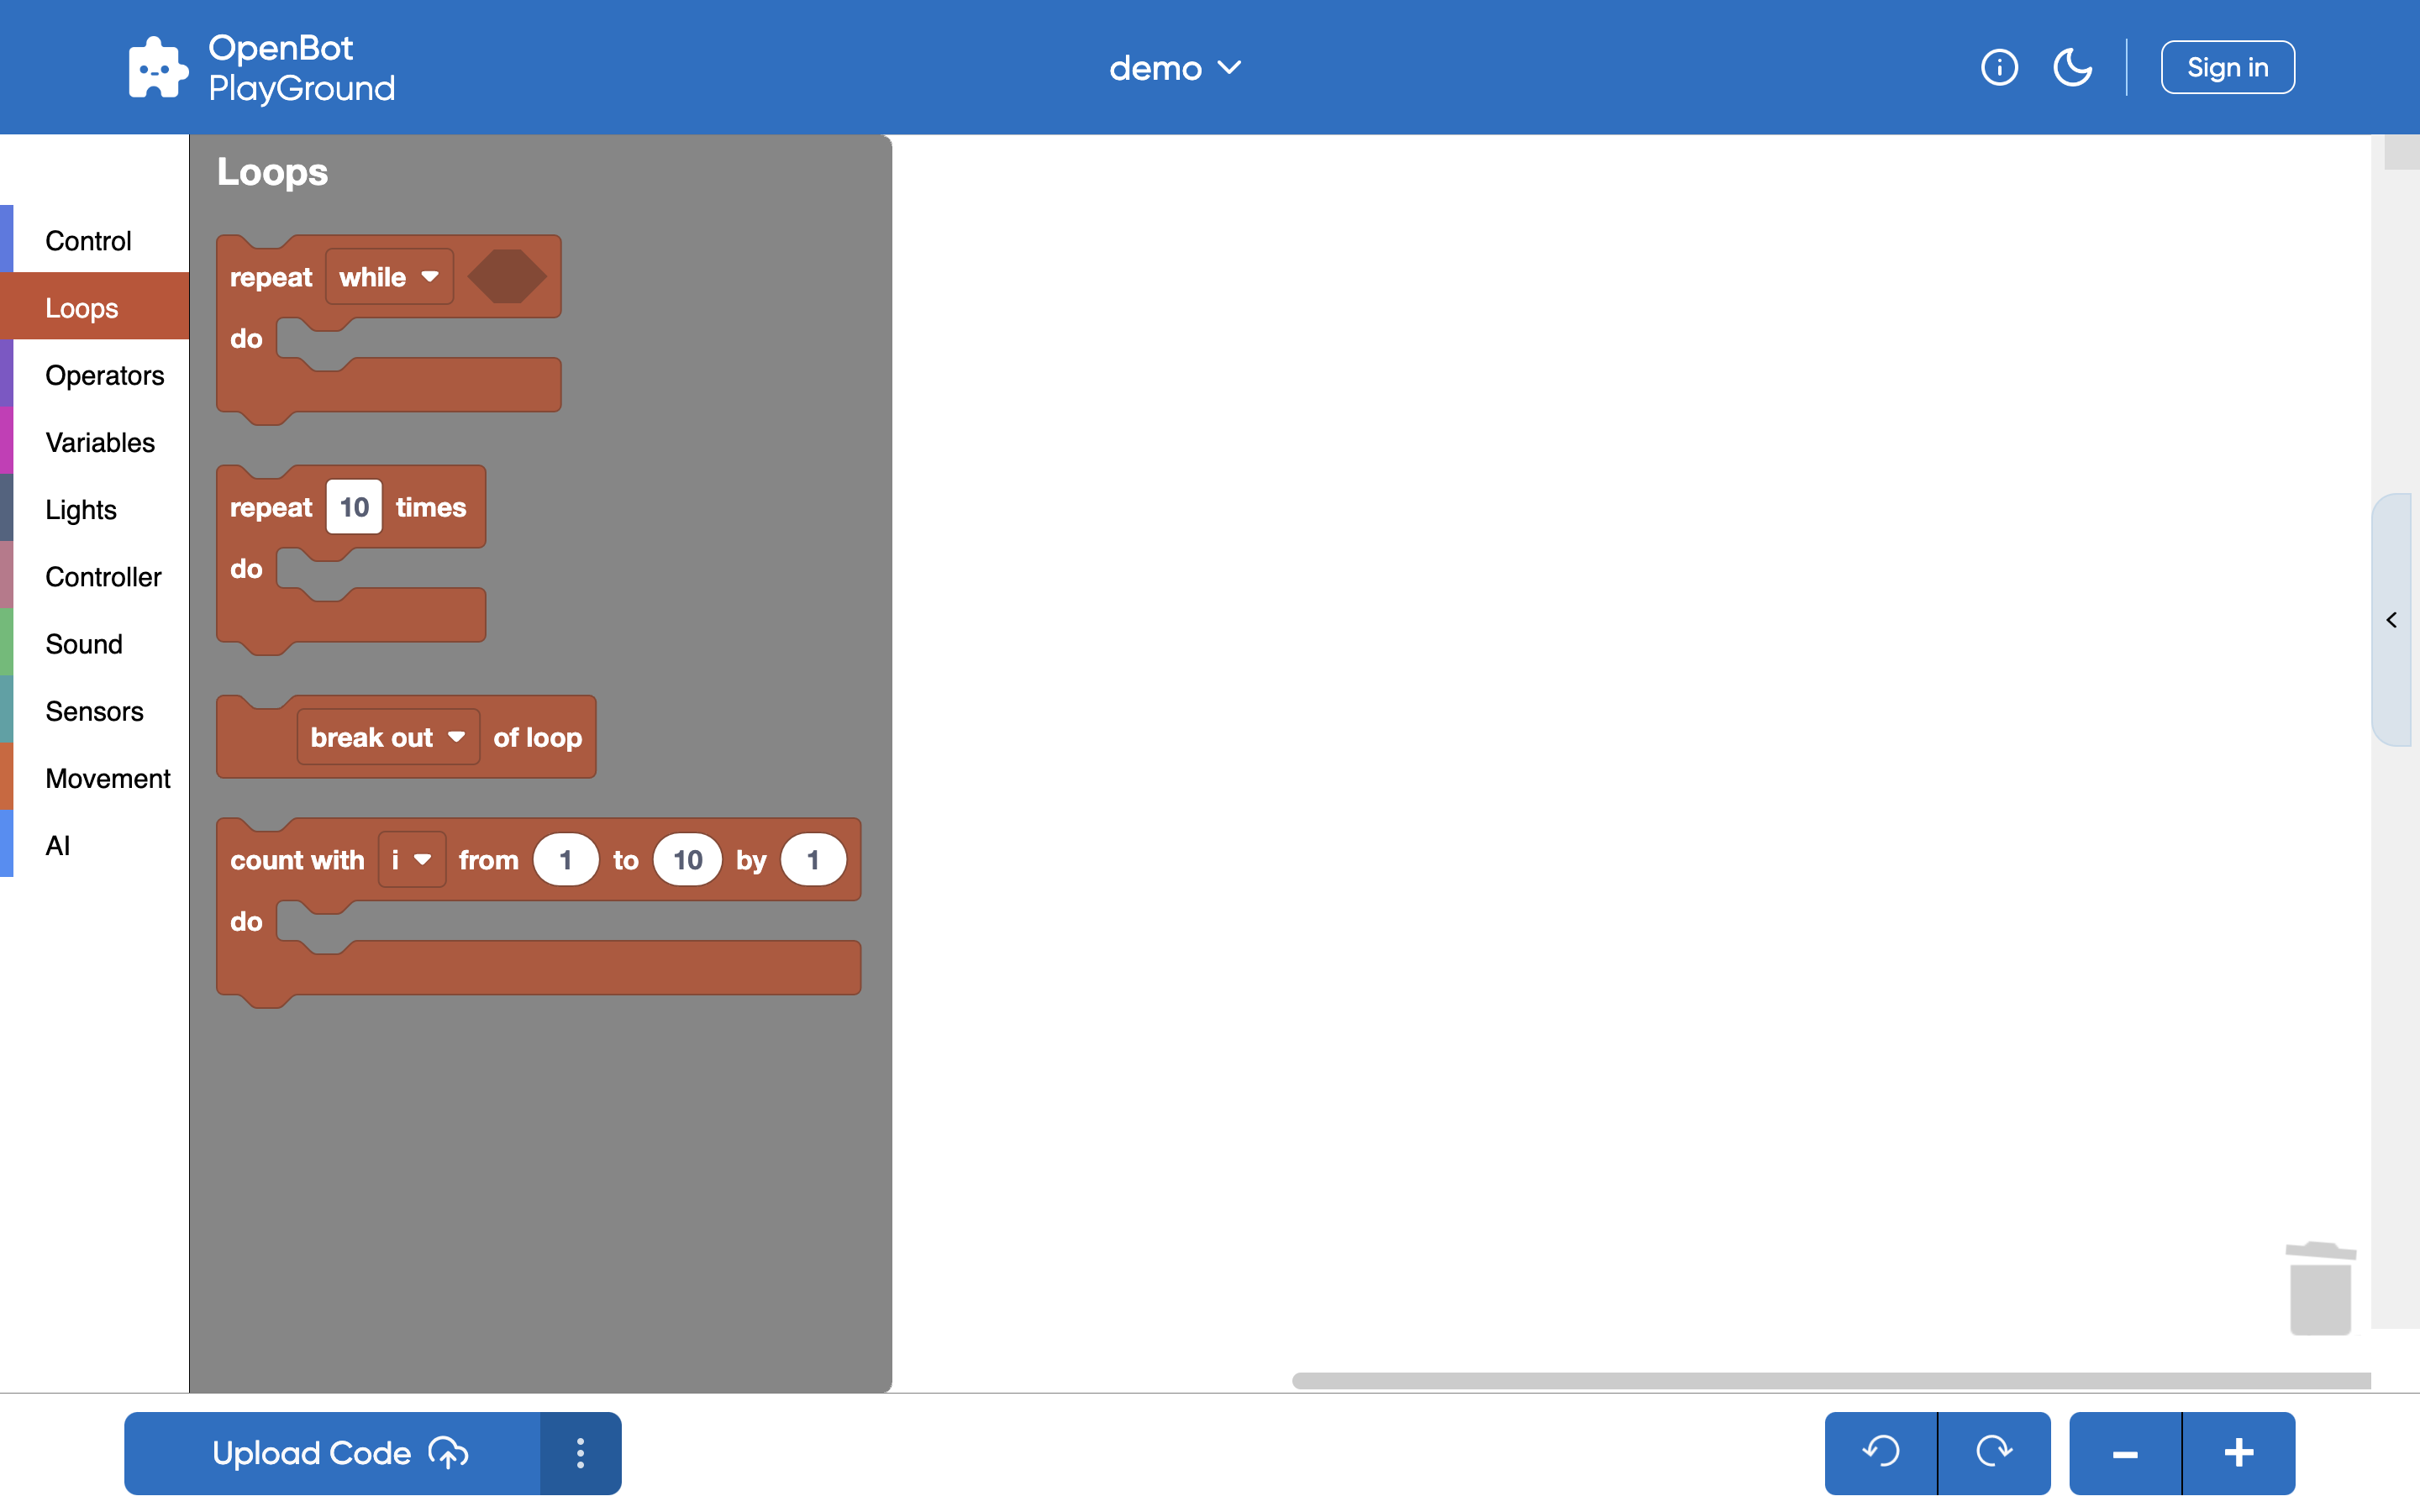 OpenBot
PlayGround
demo
Sign in
Control
Loops
Operators
Variables
Lights
Controller
Sound
Sensors
Movement
AI
Loops
repeat while
do
repeat 10 times
do
break out of loop
count with i from 1 to 10 by 1
do
Upload Code